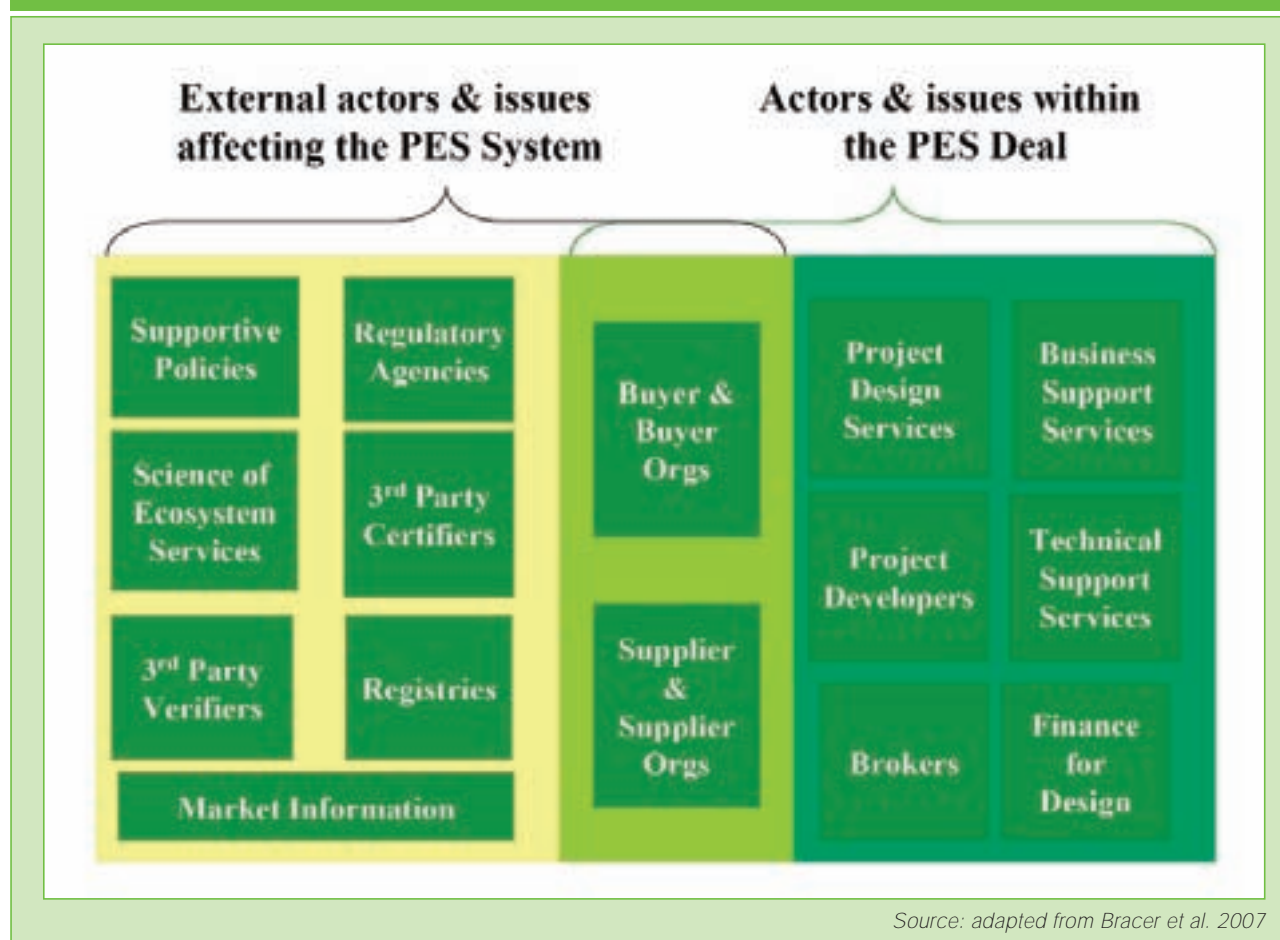 External actors & issues
affecting the PES System
Actors & issues within
the PES Deal
Supportive
Policies
Regulatory
Agencies
Science of
Ecosystem
Services
3rd Party
Certifiers
3rd Party
Verifiers
Registries
Market Information
Buyer &
Buyer
Orgs
Supplier
&
Supplier
Orgs
Project
Design
Services
Business
Support
Services
Project
Developers
Technical
Support
Services
Brokers
Finance
for
Design
Source: adapted from Bracer et al. 2007